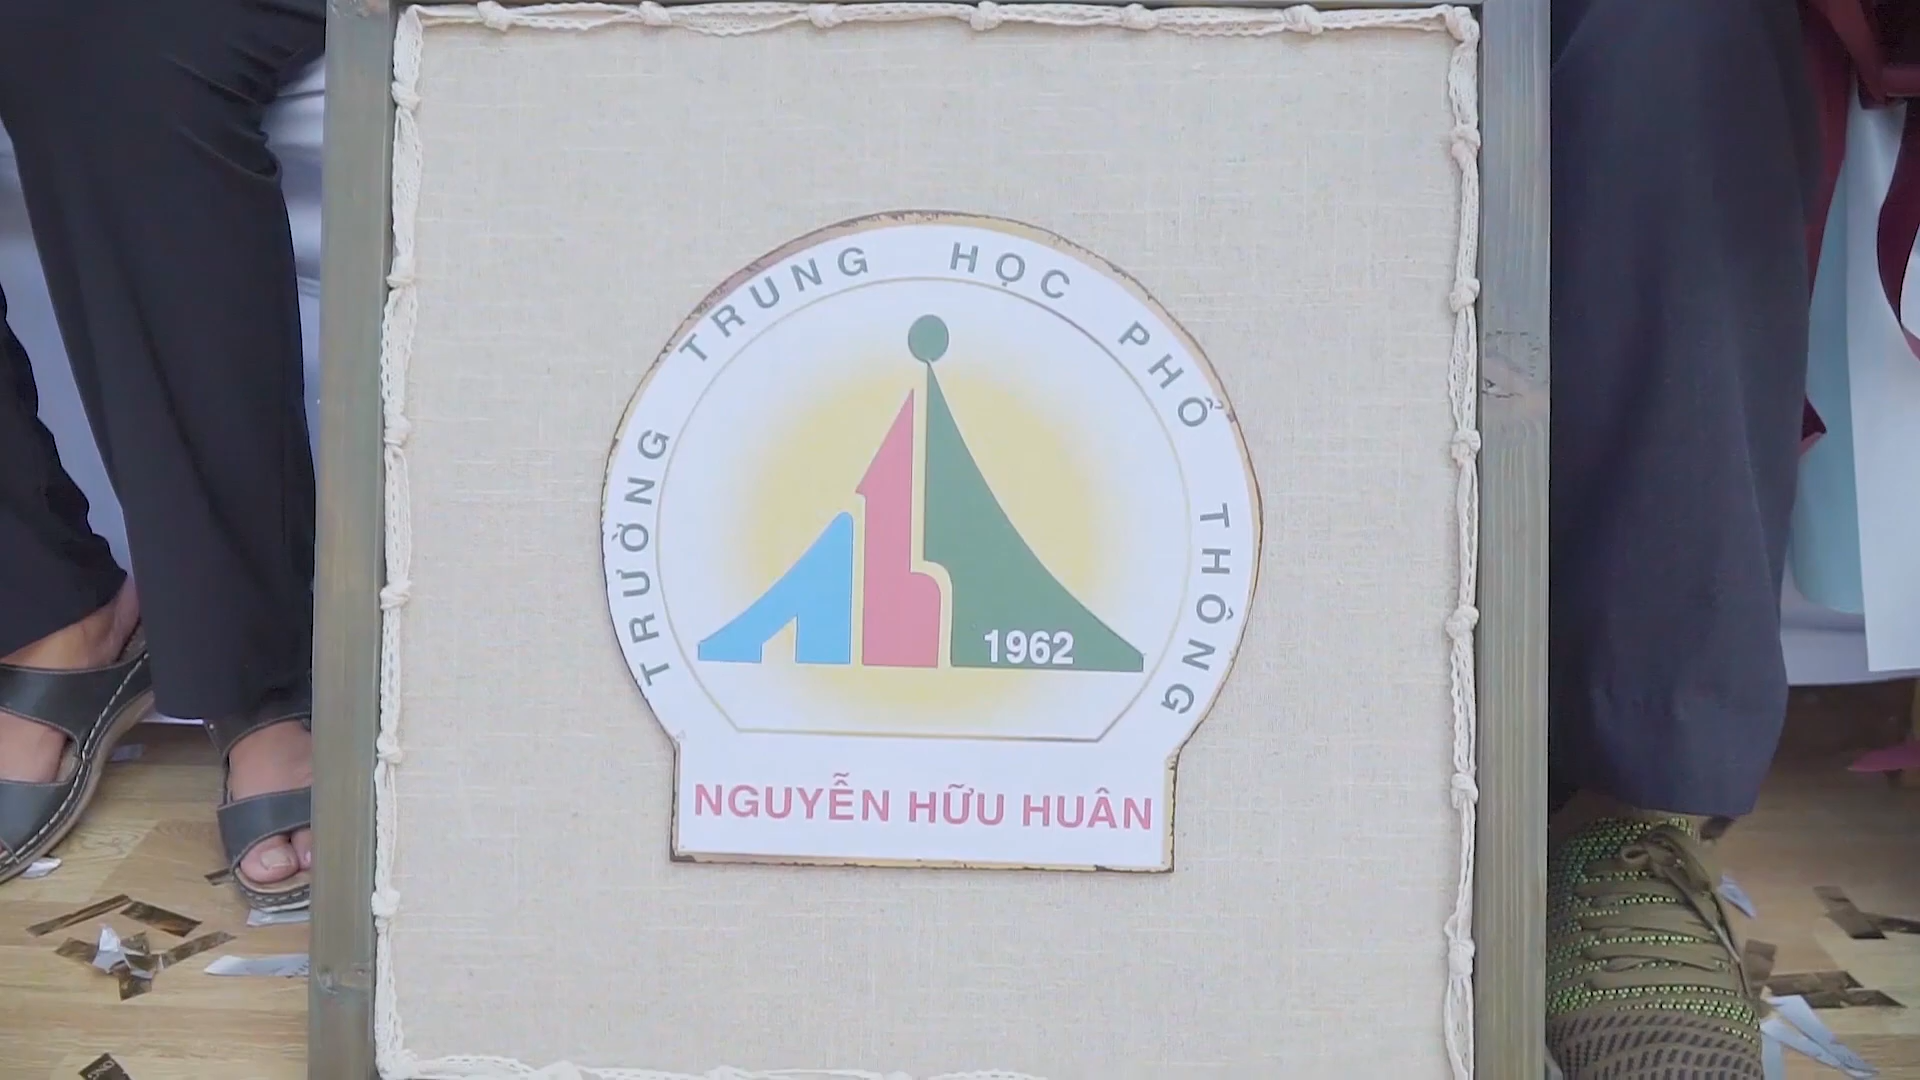 TRƯỜNG TRUNG HỌC PHỔ THÔNG
1962
NGUYỄN HỮU HUÂN